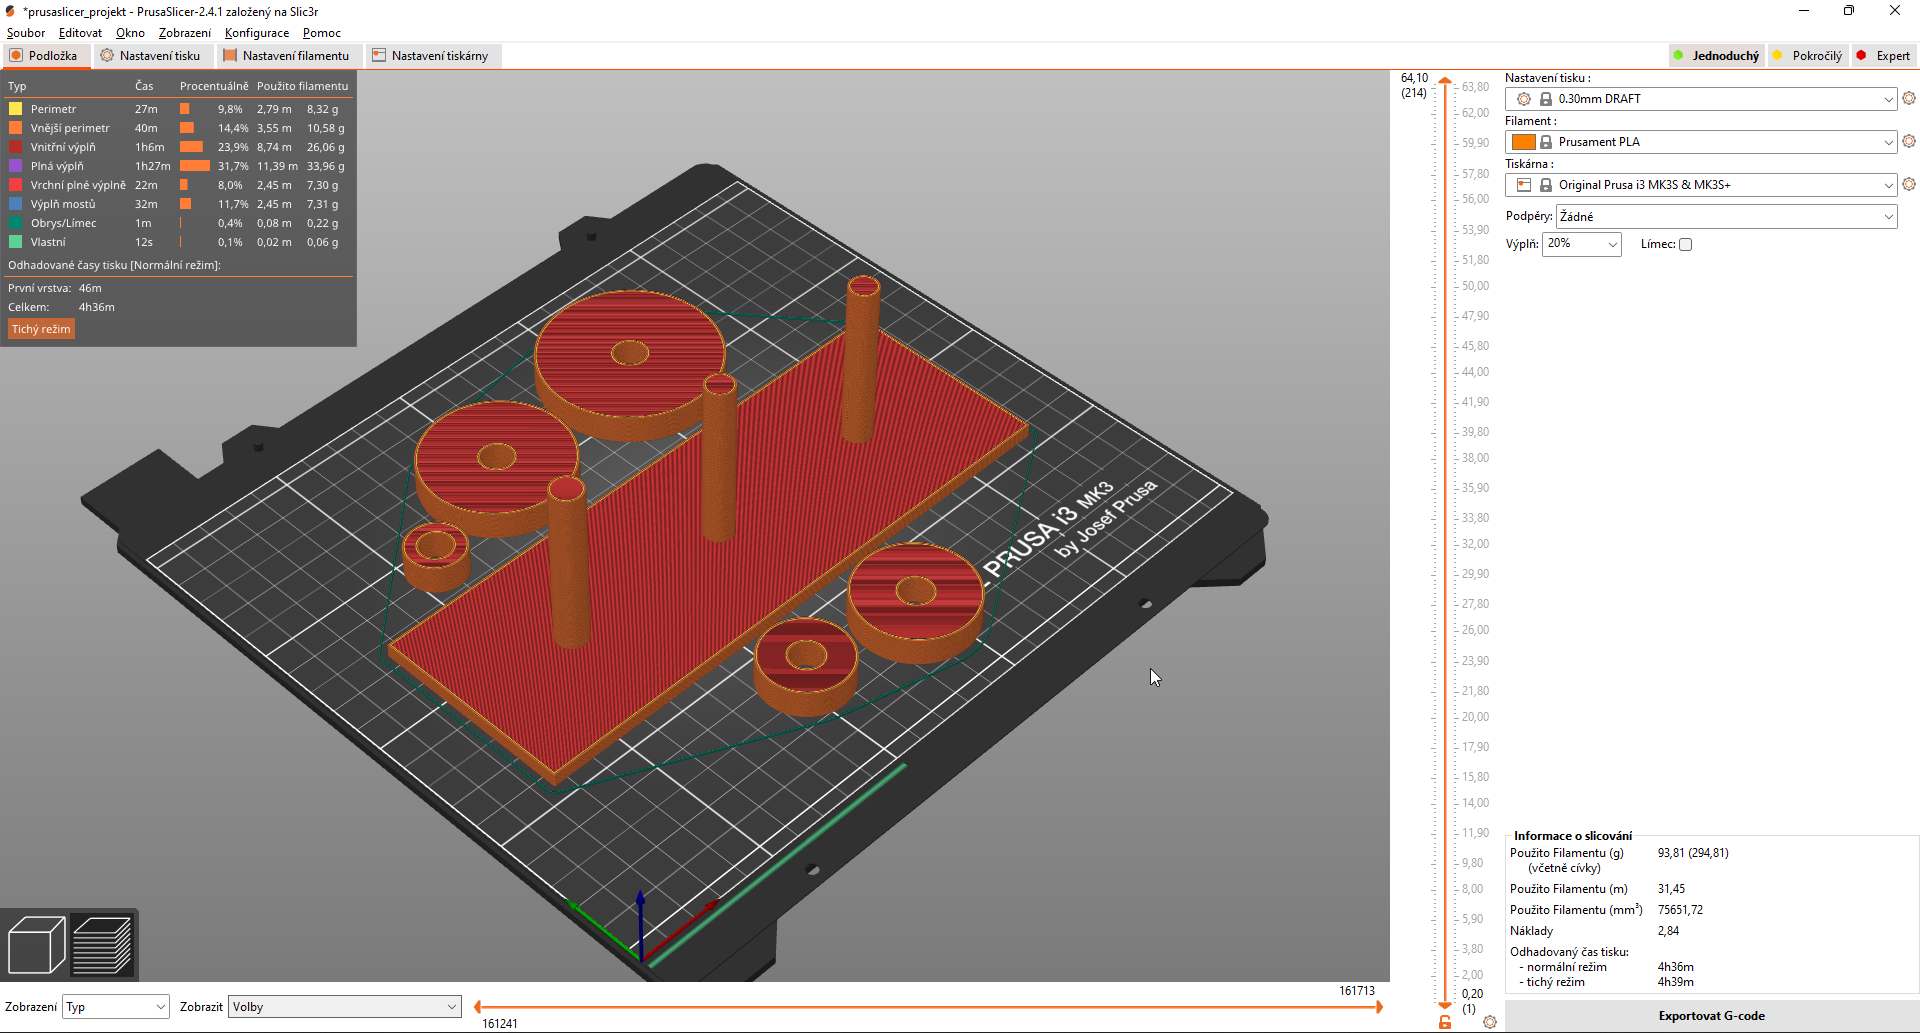 *prusaslicer_projekt - PrusaSlicer-2.4.1 založený na Slic3r
Soubor Editovat Okno Zobrazení Konfigurace Pomoc
Podložka Nastavení tisku Nastavení filamentu Nastavení tiskárny
Jednoduchý Pokročilý Expert
Typ Čas Procentuálně Použito filamentu
Perimetr 27m 9,8% 2,79 m 8,32 g
Vnější perimetr 40m 14,4% 3,55 m 10,58 g
Vnitřní výplň 1h6m 23,9% 8,74 m 26,06 g
Plná výplň 1h27m 31,7% 11,39 m 33,96 g
Vrchní plné výplně 22m 8,0% 2,45 m 7,30 g
Výplň mostů 32m 11,7% 2,45 m 7,31 g
Obrys/Límec 1m 0,4% 0,08 m 0,22 g
Vlastní 12s 0,1% 0,02 m 0,06 g
Odhadované časy tisku [Normální režim]:
První vrstva: 46m
Celkem: 4h36m
Tichý režim
PRUSA i3 MK3
by Josef Prusa
64,10
(214)
63,80
62,00
59,90
57,80
56,00
53,90
51,80
50,00
47,90
45,80
44,00
41,90
39,80
38,00
35,90
33,80
32,00
29,90
27,80
26,00
23,90
21,80
20,00
17,90
15,80
14,00
11,90
9,80
8,00
5,90
3,80
2,00
0,20
(1)
Nastavení tisku :
0.30mm DRAFT
Filament :
Prusament PLA
Tiskárna :
Original Prusa i3 MK3S & MK3S+
Podpěry: Žádné
Výplň: 20% Límec:
Informace o slicování
Použito Filamentu (g) 93,81 (294,81)
(včetně cívky)
Použito Filamentu (m) 31,45
Použito Filamentu (mm³) 75651,72
Náklady 2,84
Odhadovaný čas tisku:
- normální režim 4h36m
- tichý režim 4h39m
Exportovat G-code
Zobrazení Typ Zobrazit Volby
161713
161241